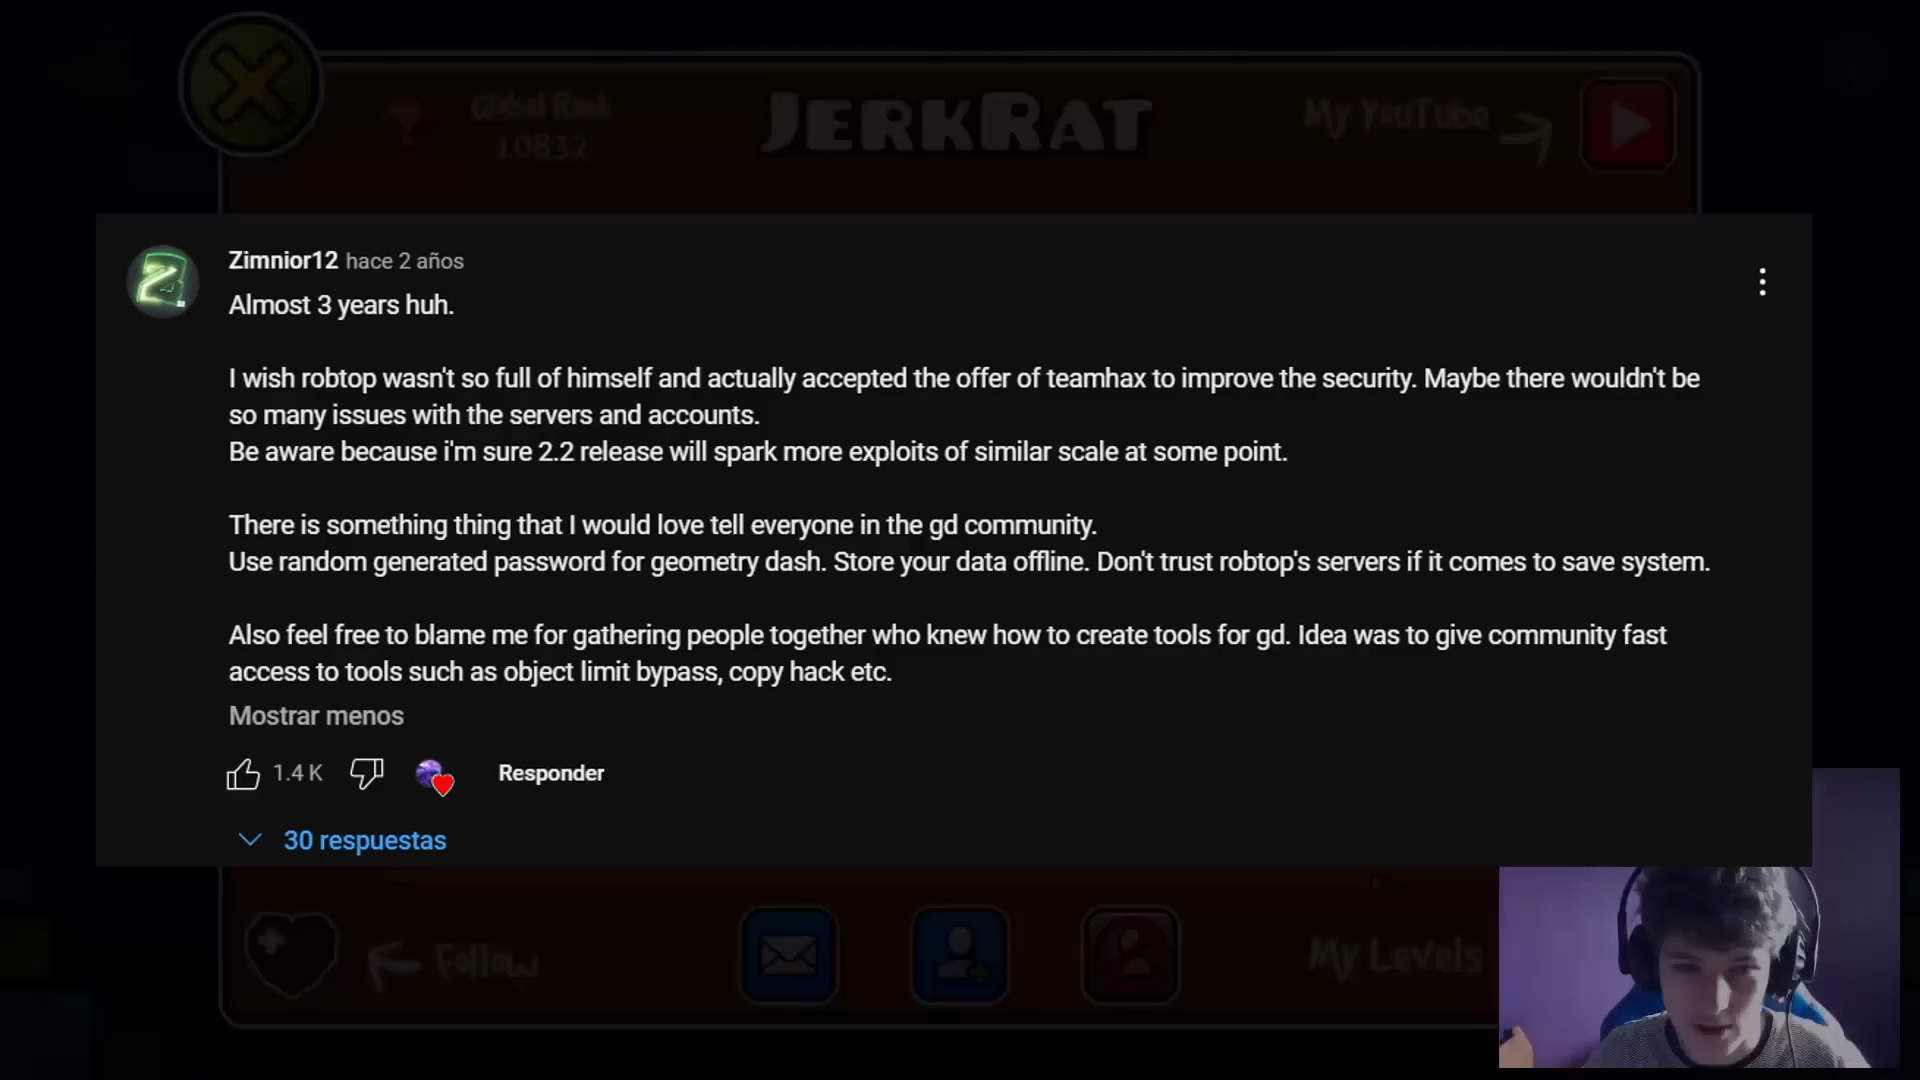 Global Rank
10832
JERKRAT
My YouTube
Zimnior12 hace 2 años
Almost 3 years huh.
I wish robtop wasn't so full of himself and actually accepted the offer of teamhax to improve the security. Maybe there wouldn't be
so many issues with the servers and accounts.
Be aware because i'm sure 2.2 release will spark more exploits of similar scale at some point.
There is something thing that I would love tell everyone in the gd community.
Use random generated password for geometry dash. Store your data offline. Don't trust robtop's servers if it comes to save system.
Also feel free to blame me for gathering people together who knew how to create tools for gd. Idea was to give community fast
access to tools such as object limit bypass, copy hack etc.
Mostrar menos
1.4 K
Responder
30 respuestas
Follow
My Levels